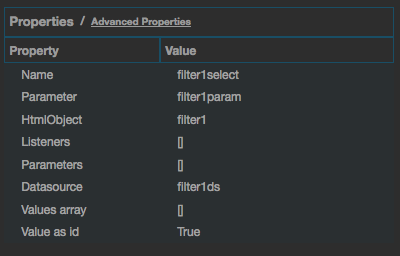 Properties / Advanced Properties
Property Value
Name filter1select
Parameter filter1param
HtmlObject filter1
Listeners []
Parameters []
Datasource filter1ds
Values array []
Value as id True